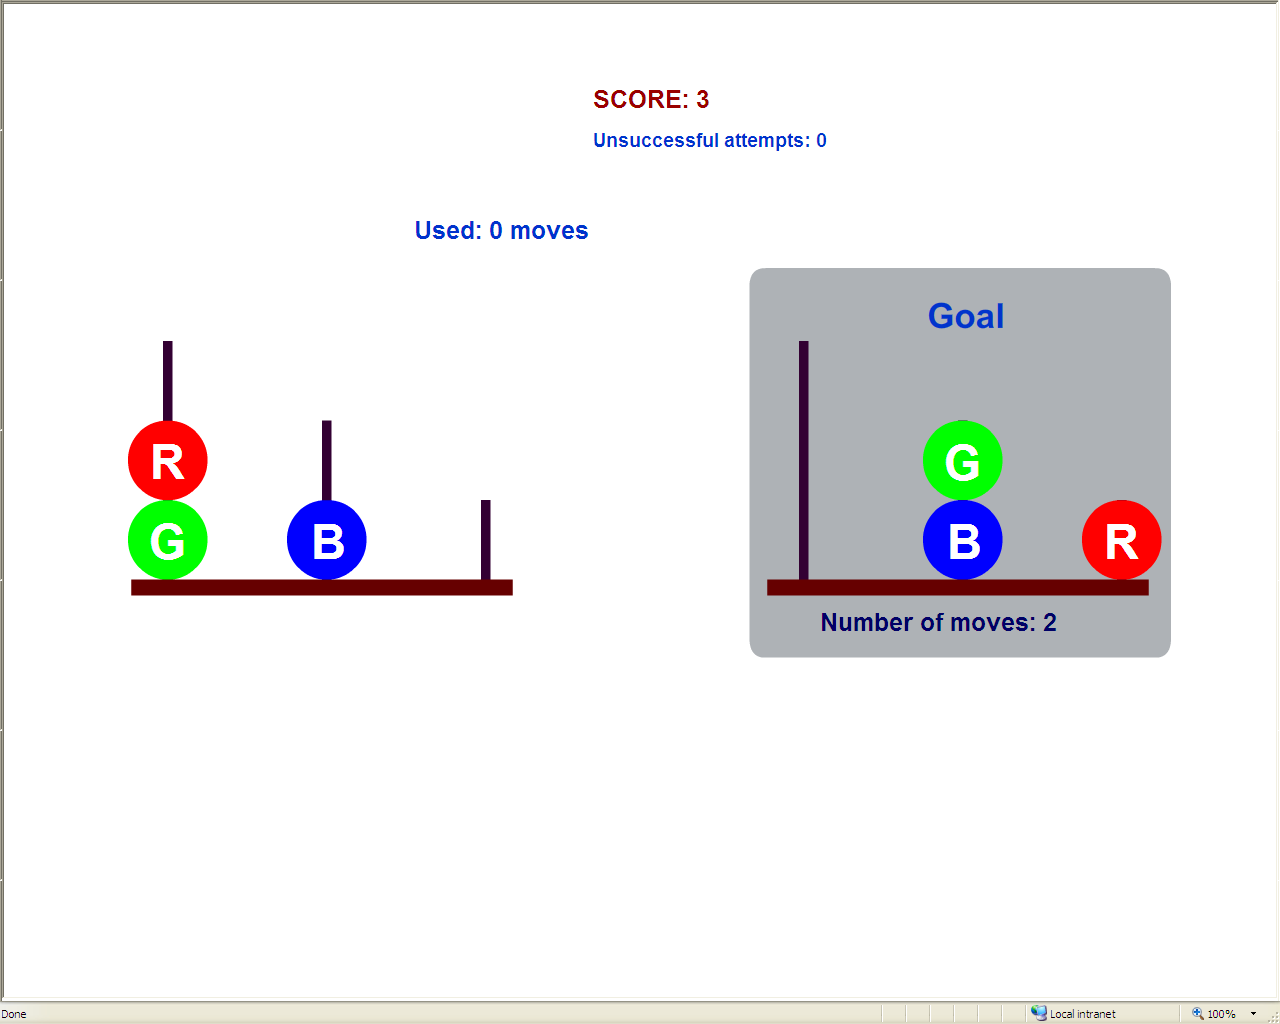 SCORE: 3
Unsuccessful attempts: 0
Used: 0 moves
Goal
R
G
G
B
B
R
Number of moves: 2
Done
Local intranet
100%